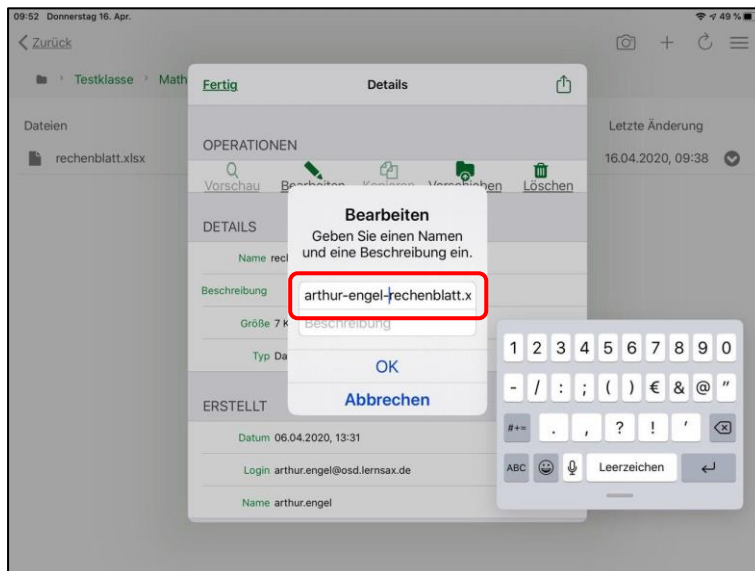 09:52 Donnerstag 16. Apr.
49 %
Zurück
Testklasse
Math
Fertig
Details
Dateien
Letzte Änderung
OPERATIONEN
rechenblatt.xlsx
16.04.2020, 09:38
Vorschau Bearbeiten Kopieren Verschieben Löschen
Bearbeiten
Geben Sie einen Namen
und eine Beschreibung ein.
DETAILS
Name
Beschreibung
arthur-engel-rechenblatt.x
Größe 7 K
Beschreibung
Typ Da
OK
Abbrechen
ERSTELLT
Datum 06.04.2020, 13:31
Login arthur.engel@osd.lernsax.de
Name arthur.engel
1 2 3 4 5 6 7 8 9 0
- / : ; ( ) € & @ "
#+= . , ? ! '
ABC Leerzeichen